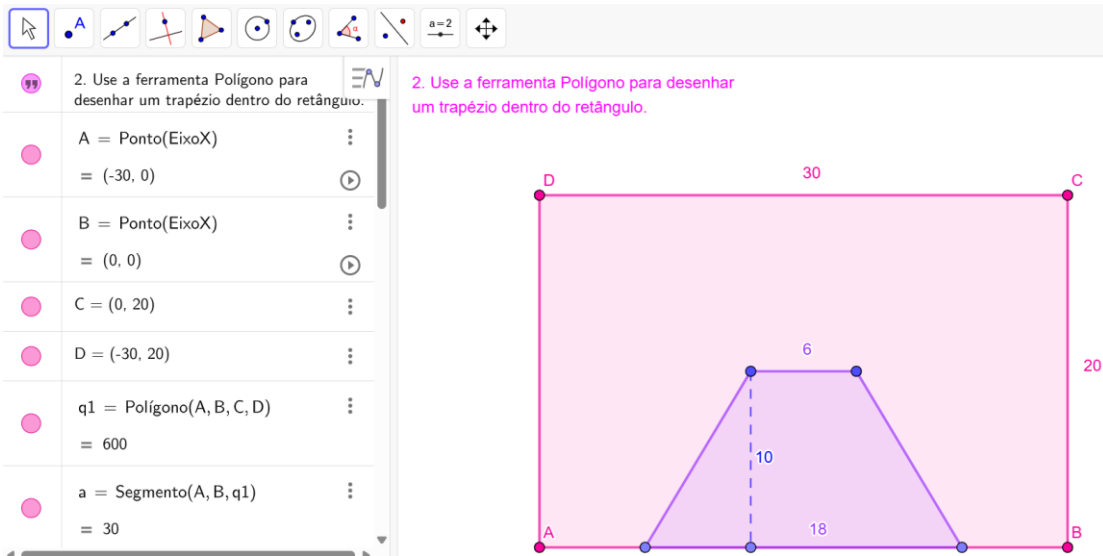 A
α
a=2
2. Use a ferramenta Polígono para
desenhar um trapézio dentro do retângulo.
A = Ponto(EixoX)
= (-30, 0)
B = Ponto(EixoX)
= (0, 0)
C = (0, 20)
D = (-30, 20)
q1 = Polígono(A, B, C, D)
= 600
a = Segmento(A, B, q1)
= 30
2. Use a ferramenta Polígono para desenhar
um trapézio dentro do retângulo.
D
30
C
6
20
10
A
18
B